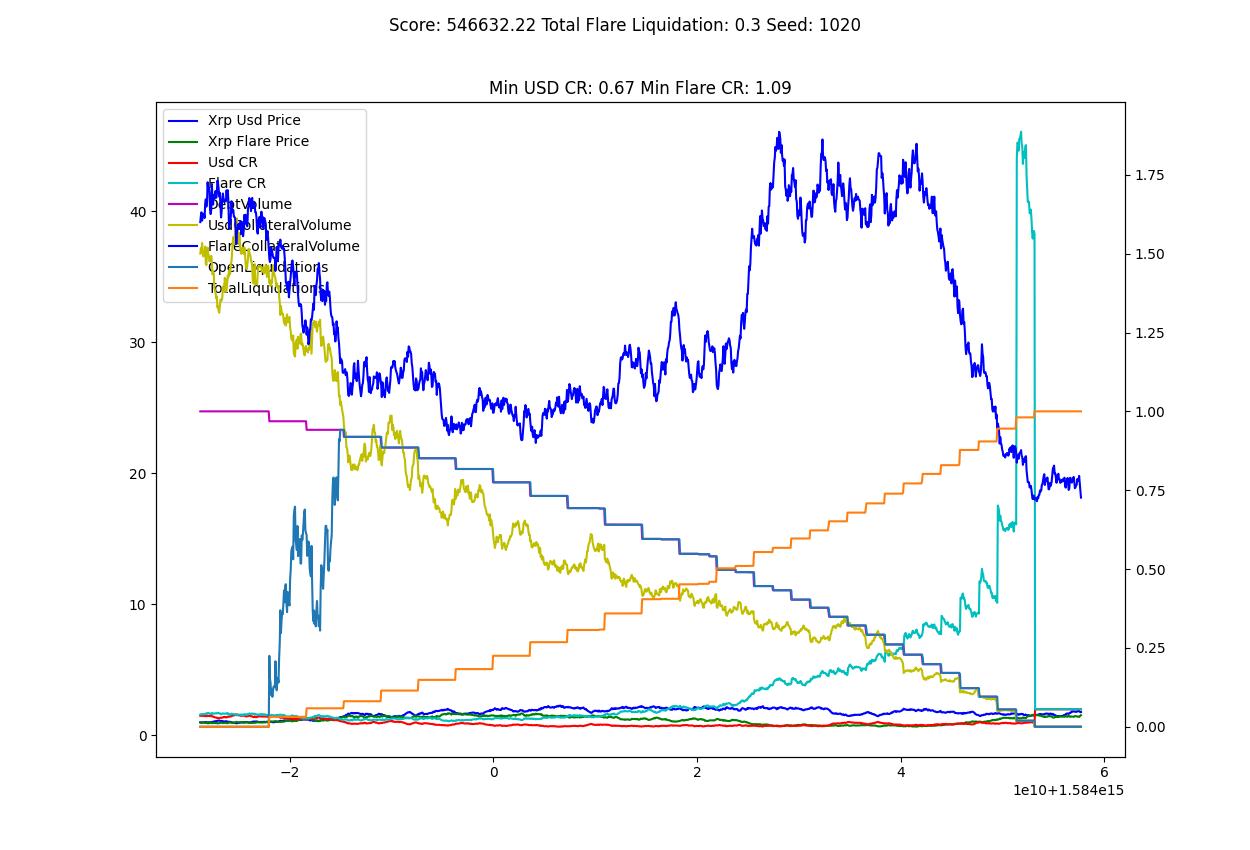 Score: 546632.22 Total Flare Liquidation: 0.3 Seed: 1020
Min USD CR: 0.67 Min Flare CR: 1.09
Xrp Usd Price
Xrp Flare Price
Usd CR
Flare CR
DeptVolume
UsdCollateralVolume
FlareCollateralVolume
OpenLiquidations
TotalLiquidations
40
30
20
10
0
1.75
1.50
1.25
1.00
0.75
0.50
0.25
0.00
−2 0 2 4 6
1e10+1.584e15